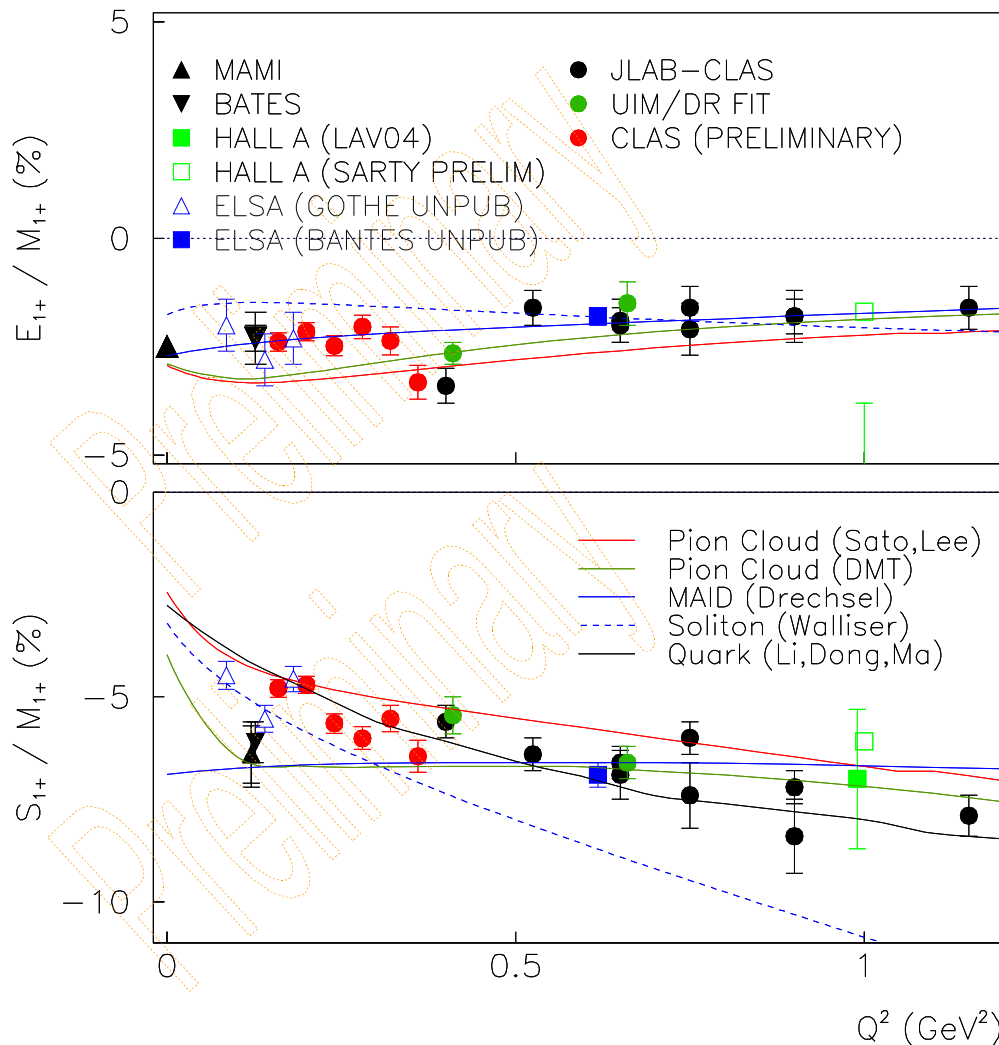 5
MAMI
JLAB-CLAS
BATES
UIM/DR FIT
HALL A (LAV04)
CLAS (PRELIMINARY)
HALL A (SARTY PRELIM)
ELSA (GOTHE UNPUB)
ELSA (BANTES UNPUB)
0
-5
E1+ / M1+ (%)
Preliminary
0
Pion Cloud (Sato,Lee)
Pion Cloud (DMT)
MAID (Drechsel)
Soliton (Walliser)
Quark (Li,Dong,Ma)
-5
-10
S1+ / M1+ (%)
Preliminary
0
0.5
1
Q² (GeV²)